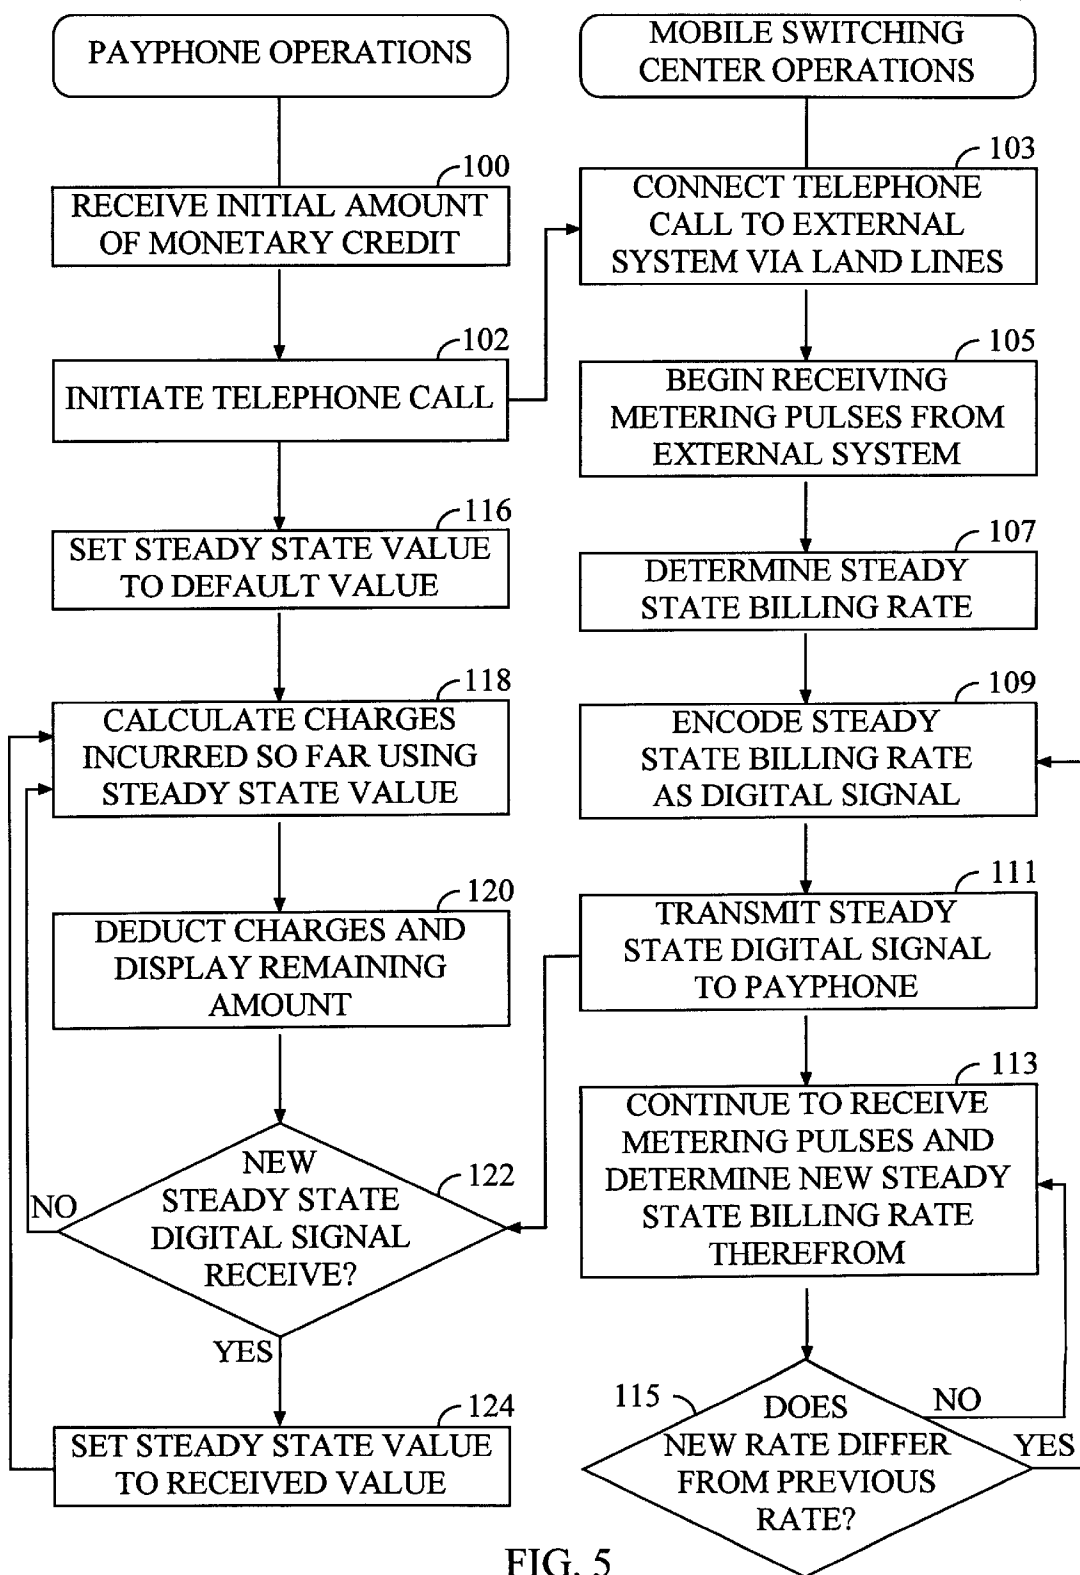 PAYPHONE OPERATIONS
100
RECEIVE INITIAL AMOUNT
OF MONETARY CREDIT
102
INITIATE TELEPHONE CALL
116
SET STEADY STATE VALUE
TO DEFAULT VALUE
118
CALCULATE CHARGES
INCURRED SO FAR USING
STEADY STATE VALUE
120
DEDUCT CHARGES AND
DISPLAY REMAINING
AMOUNT
122
NEW
STEADY STATE
DIGITAL SIGNAL
RECEIVE?
NO
YES
124
SET STEADY STATE VALUE
TO RECEIVED VALUE
MOBILE SWITCHING
CENTER OPERATIONS
103
CONNECT TELEPHONE
CALL TO EXTERNAL
SYSTEM VIA LAND LINES
105
BEGIN RECEIVING
METERING PULSES FROM
EXTERNAL SYSTEM
107
DETERMINE STEADY
STATE BILLING RATE
109
ENCODE STEADY
STATE BILLING RATE
AS DIGITAL SIGNAL
111
TRANSMIT STEADY
STATE DIGITAL SIGNAL
TO PAYPHONE
113
CONTINUE TO RECEIVE
METERING PULSES AND
DETERMINE NEW STEADY
STATE BILLING RATE
THEREFROM
115
DOES
NEW RATE DIFFER
FROM PREVIOUS
RATE?
NO
YES
FIG. 5